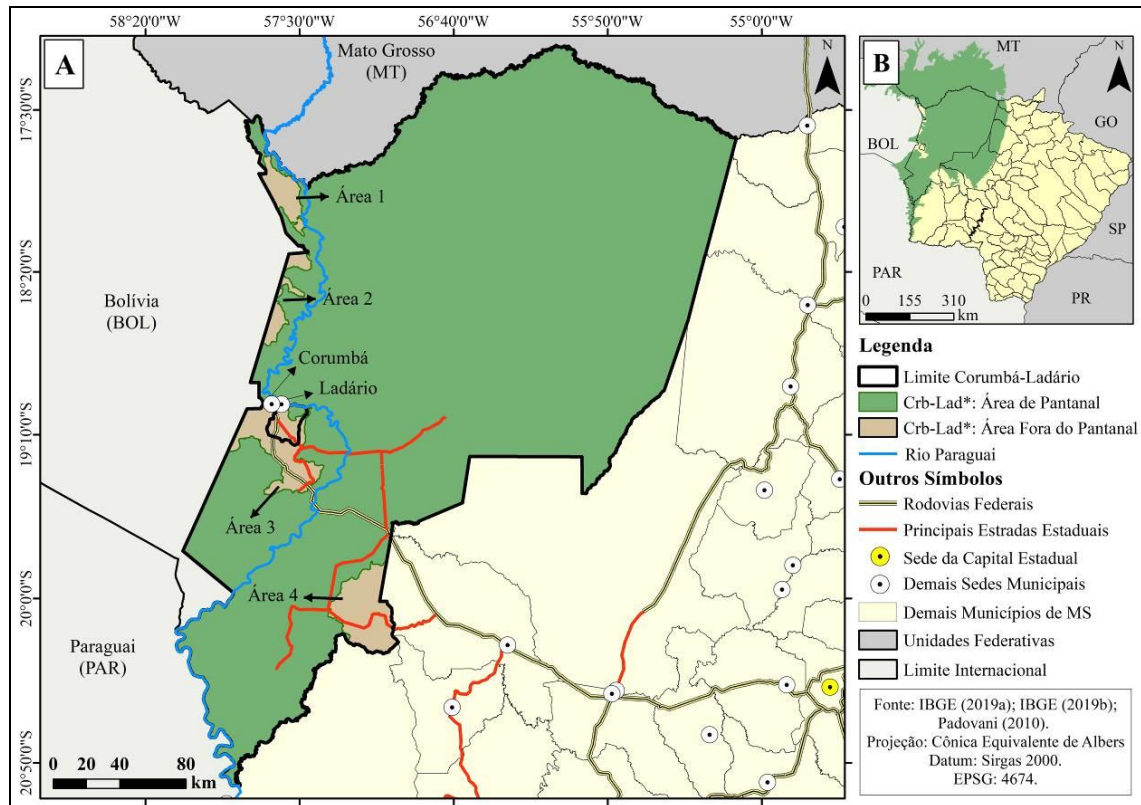 58°20'0"W
57°30'0"W
56°40'0"W
55°50'0"W
55°00'0"W
A
Mato Grosso
(MT)
N
17°30'0"S
Área 1
18°20'0"S
Bolívia
(BOL)
Área 2
Corumbá
Ladário
19°10'0"S
Área 3
20°0'0"S
Área 4
Paraguai
(PAR)
20°50'0"S
0 20 40 80
km
B
MT
N
BOL
GO
SP
PAR
PR
0 155 310
km
Legenda
Limite Corumbá-Ladário
Crb-Lad*: Área de Pantanal
Crb-Lad*: Área Fora do Pantanal
Rio Paraguai
Outros Símbolos
Rodovias Federais
Principais Estradas Estaduais
Sede da Capital Estadual
Demais Sedes Municipais
Demais Municípios de MS
Unidades Federativas
Limite Internacional
Fonte: IBGE (2019a); IBGE (2019b);
Padovani (2010).
Projeção: Cônica Equivalente de Albers
Datum: Sirgas 2000.
EPSG: 4674.